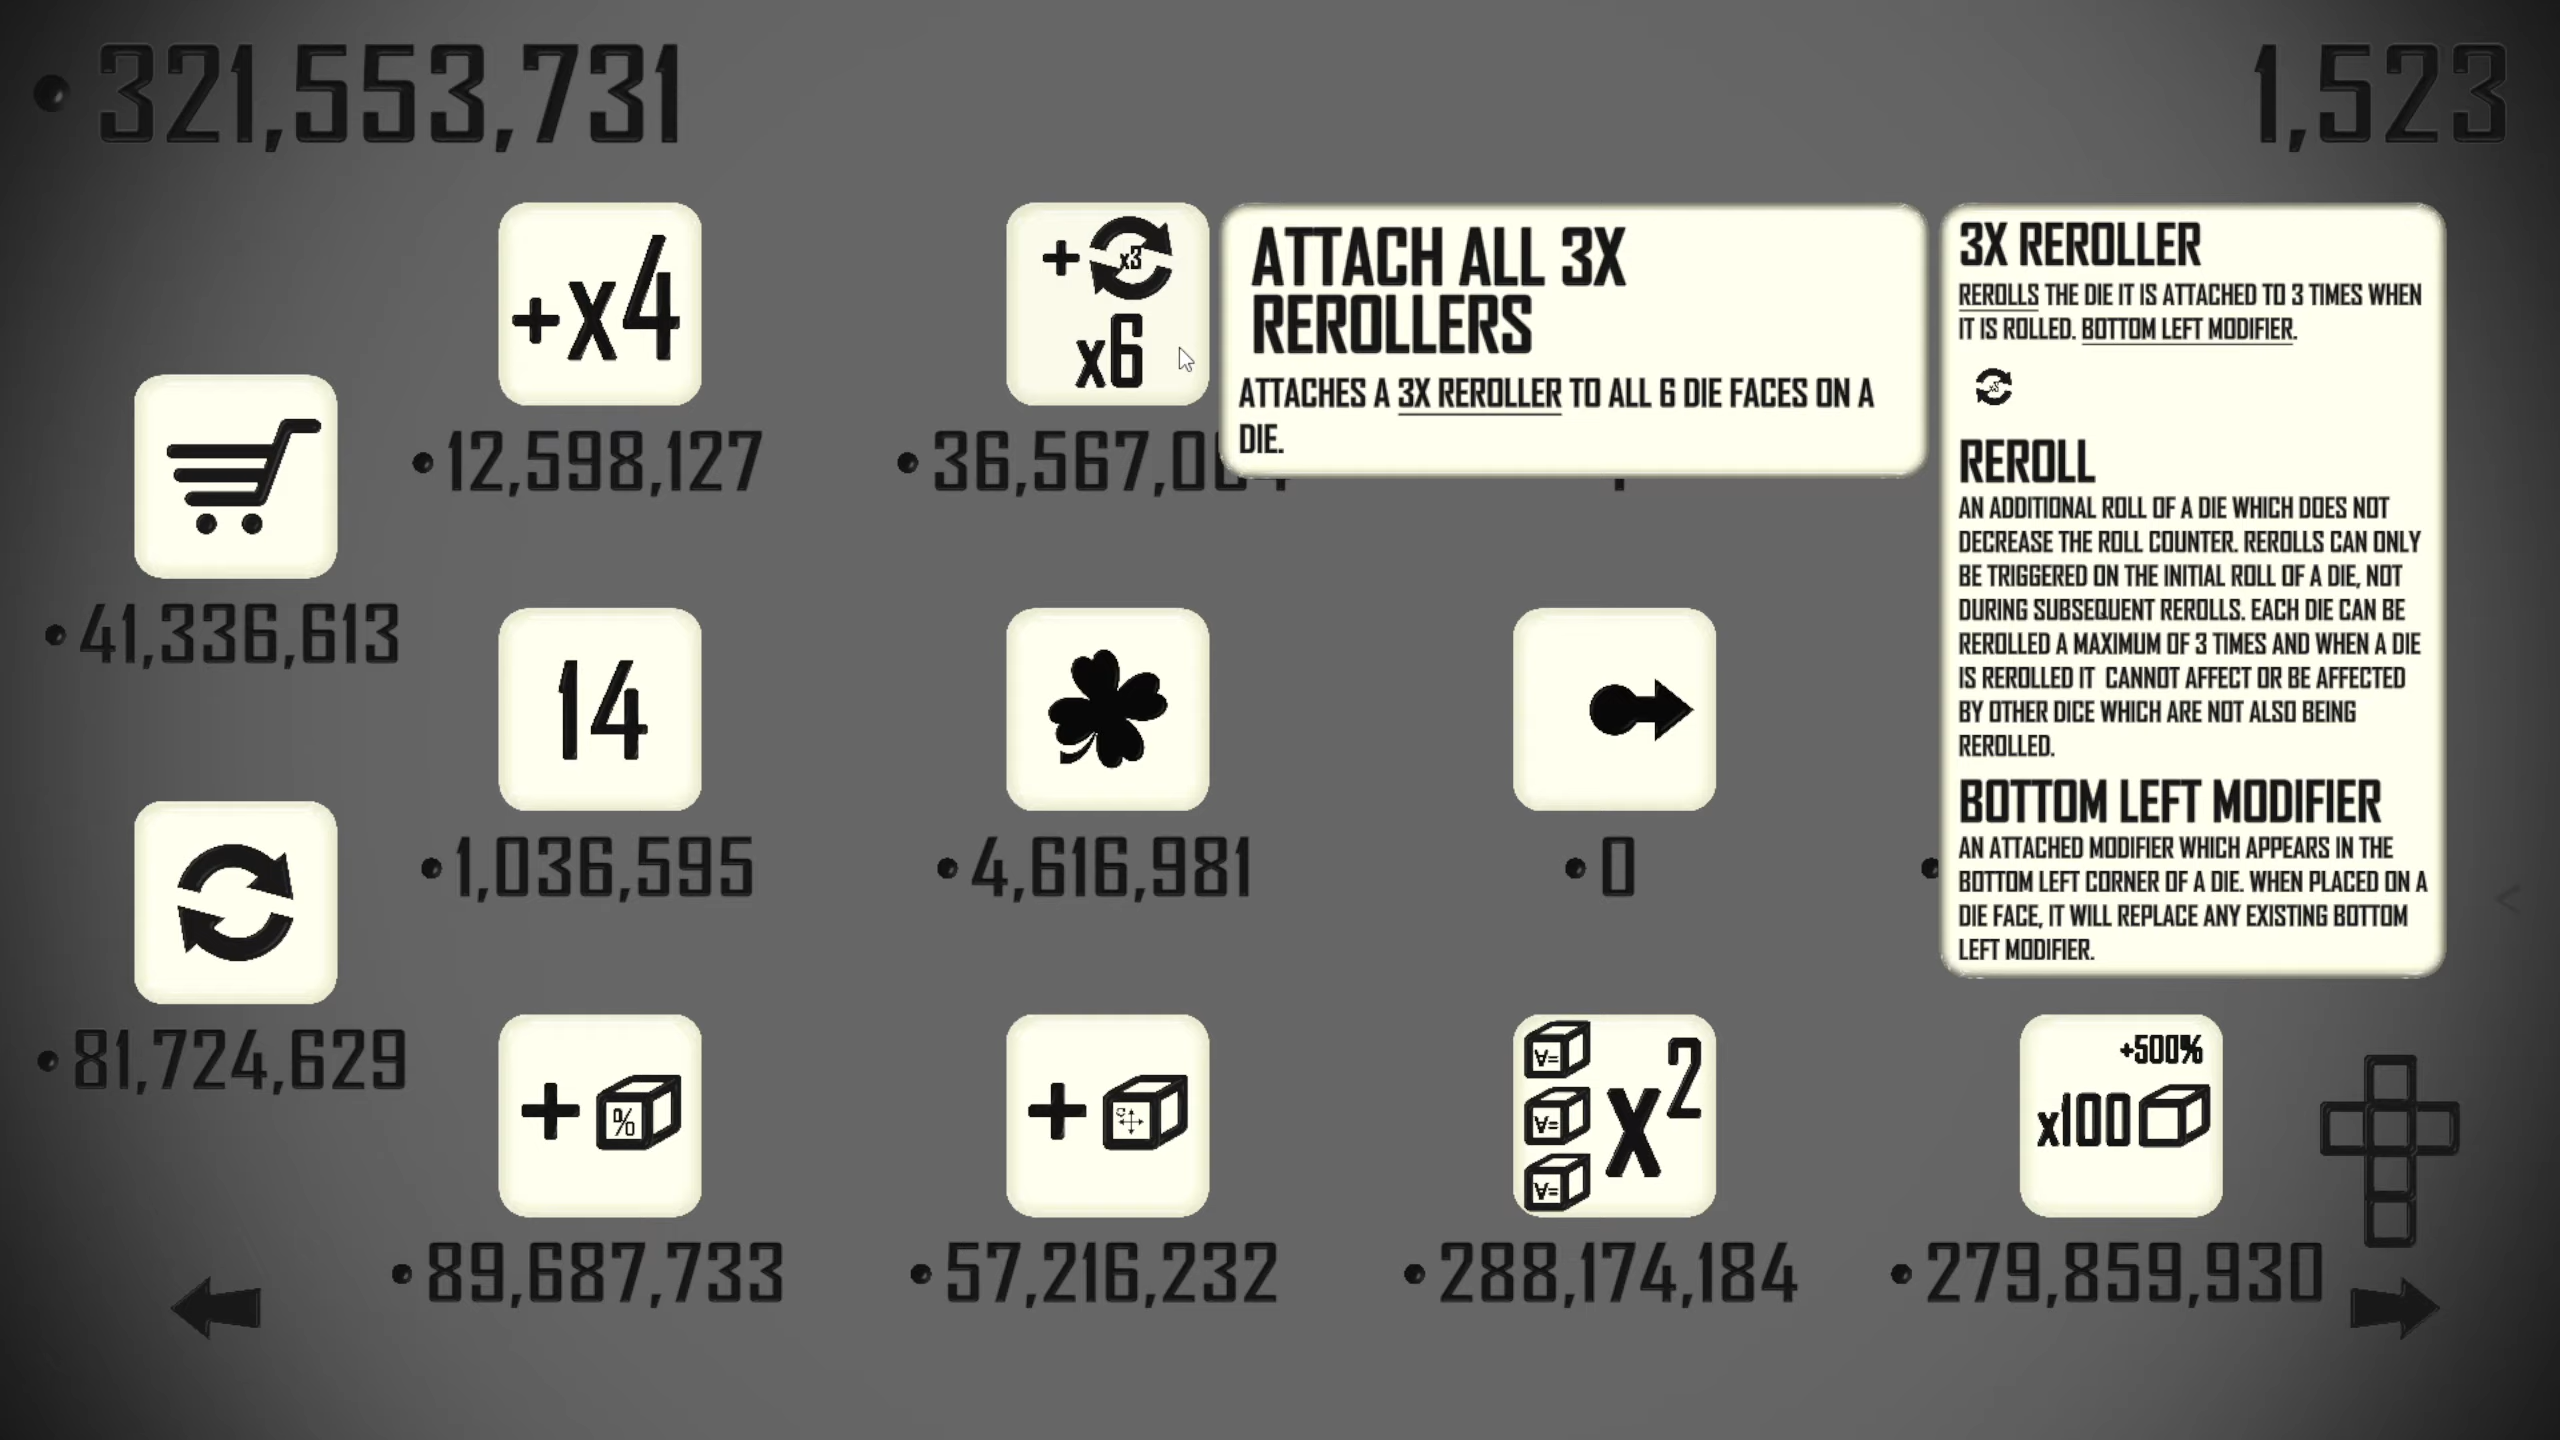 321,553,731
1,523
+x4
+ x3
x6
ATTACH ALL 3X
REROLLERS
ATTACHES A 3X REROLLER TO ALL 6 DIE FACES ON A
DIE.
3X REROLLER
REROLLS THE DIE IT IS ATTACHED TO 3 TIMES WHEN
IT IS ROLLED. BOTTOM LEFT MODIFIER.
x3
REROLL
AN ADDITIONAL ROLL OF A DIE WHICH DOES NOT
DECREASE THE ROLL COUNTER. REROLLS CAN ONLY
BE TRIGGERED ON THE INITIAL ROLL OF A DIE, NOT
DURING SUBSEQUENT REROLLS. EACH DIE CAN BE
REROLLED A MAXIMUM OF 3 TIMES AND WHEN A DIE
IS REROLLED IT CANNOT AFFECT OR BE AFFECTED
BY OTHER DICE WHICH ARE NOT ALSO BEING
REROLLED.
BOTTOM LEFT MODIFIER
AN ATTACHED MODIFIER WHICH APPEARS IN THE
BOTTOM LEFT CORNER OF A DIE. WHEN PLACED ON A
DIE FACE, IT WILL REPLACE ANY EXISTING BOTTOM
LEFT MODIFIER.
12,598,127
41,336,613
14
1,036,595
4,616,981
0
81,724,629
+ %
+
∀=
∀=
∀=
x²
+500%
x100
89,687,733
57,216,232
288,174,184
279,859,930